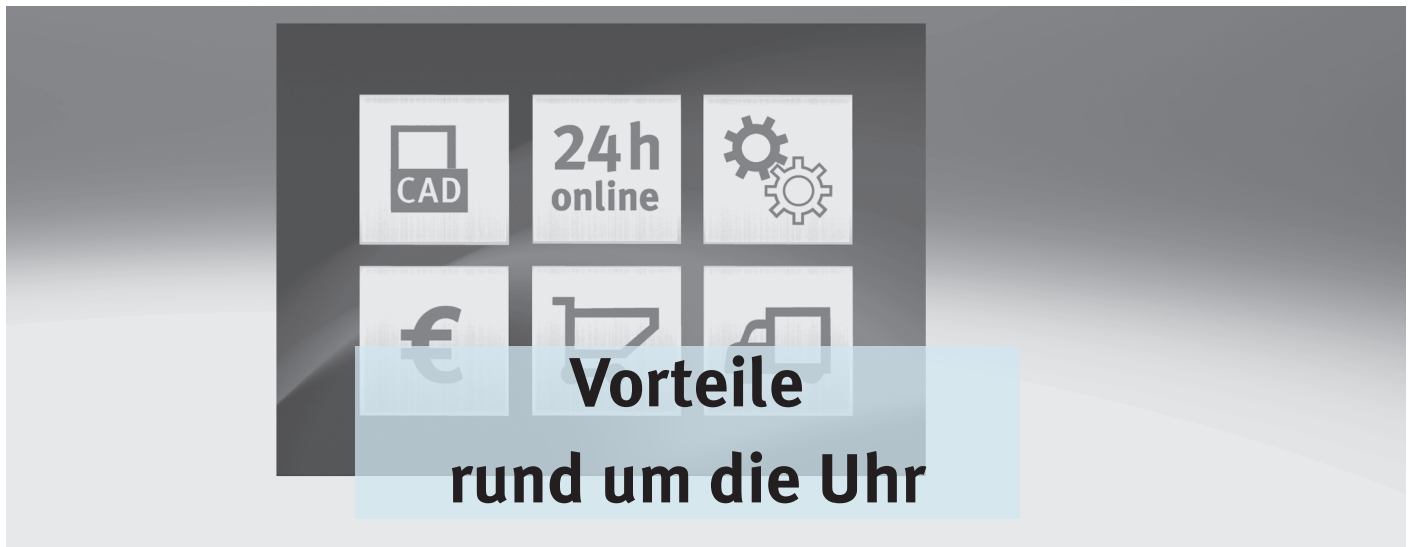 CAD
24h
online
€
Vorteile
rund um die Uhr